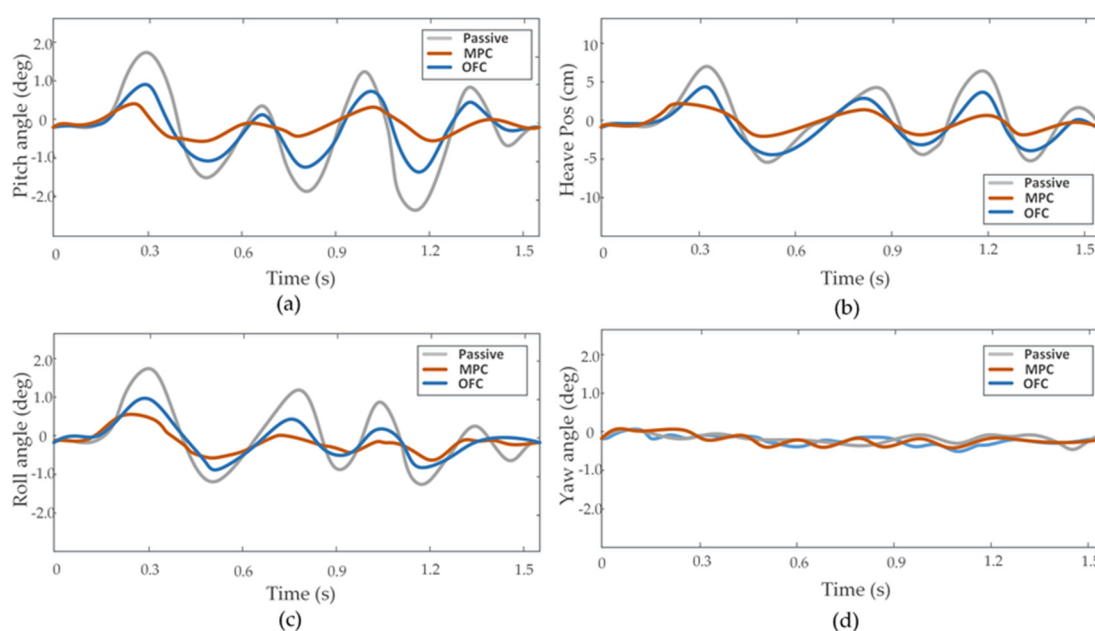 Pitch angle (deg)
2.0
1.0
0
-1.0
-2.0
Passive
MPC
OFC
0 0.3 0.6 0.9 1.2 1.5
Time (s)
(a)
Heave Pos (cm)
10
5
0
-5
-10
Passive
MPC
OFC
0 0.3 0.6 0.9 1.2 1.5
Time (s)
(b)
Roll angle (deg)
2.0
1.0
0
-1.0
-2.0
Passive
MPC
OFC
0 0.3 0.6 0.9 1.2 1.5
Time (s)
(c)
Yaw angle (deg)
2.0
1.0
0
-1.0
-2.0
Passive
MPC
OFC
0 0.3 0.6 0.9 1.2 1.5
Time (s)
(d)